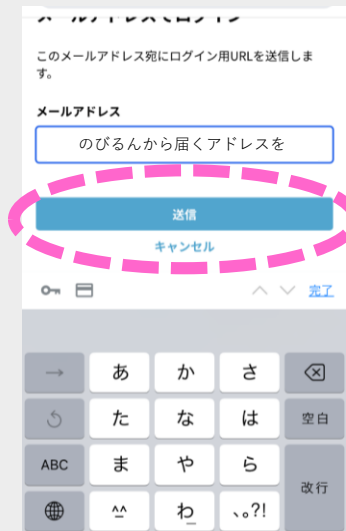 メールアドレスでログイン
このメールアドレス宛にログイン用URLを送信しま
す。
メールアドレス
のびるんから届くアドレスを
送信
キャンセル
完了
→ あ か さ
た な は 空白
ABC ま や ら
改行
^^ わ_ 、。?!